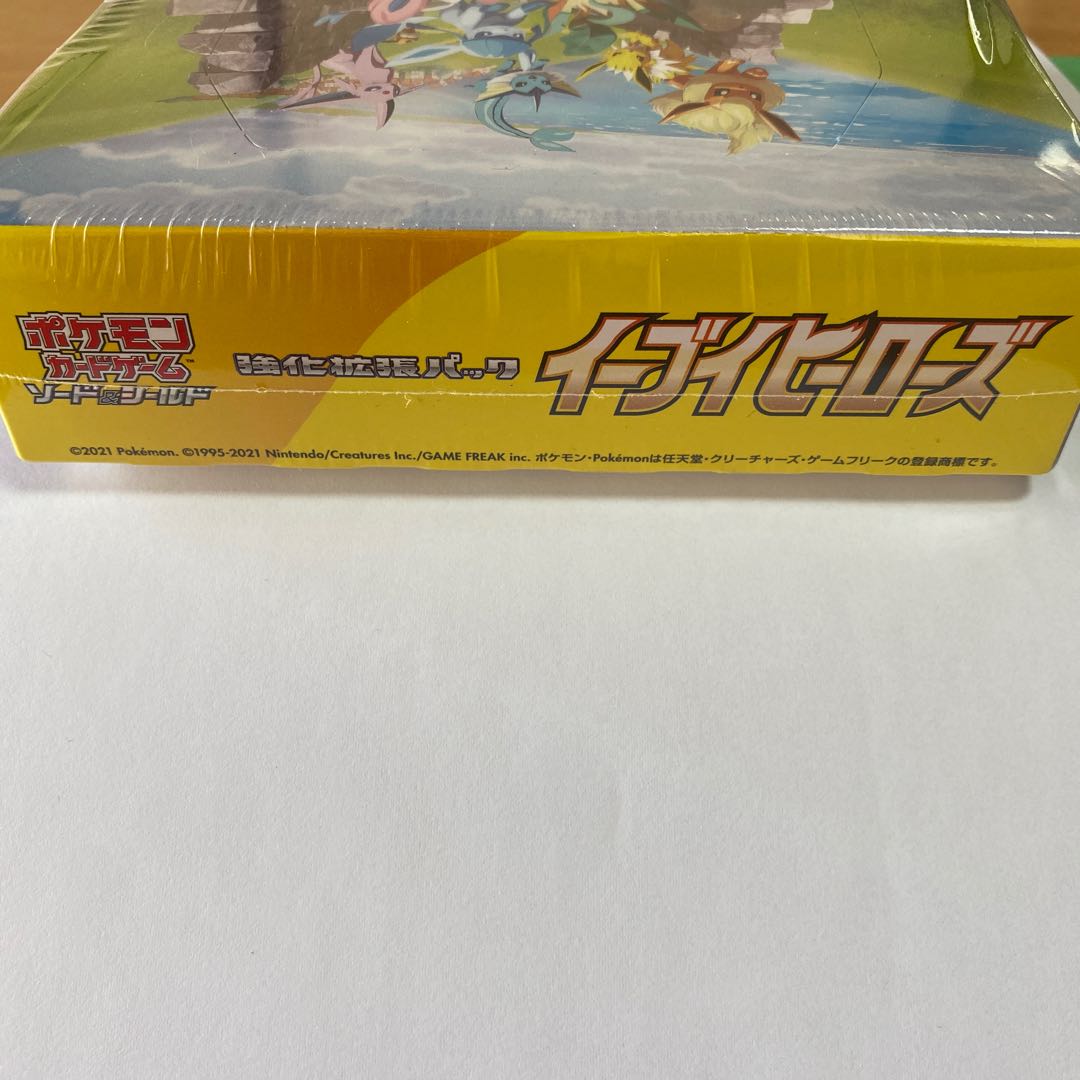 ポケモン
カードゲーム™
ソード&シールド
強化拡張パック
イーブイヒーローズ
©2021 Pokémon. ©1995-2021 Nintendo/Creatures Inc./GAME FREAK inc. ポケモン・Pokémonは任天堂・クリーチャーズ・ゲームフリークの登録商標です。